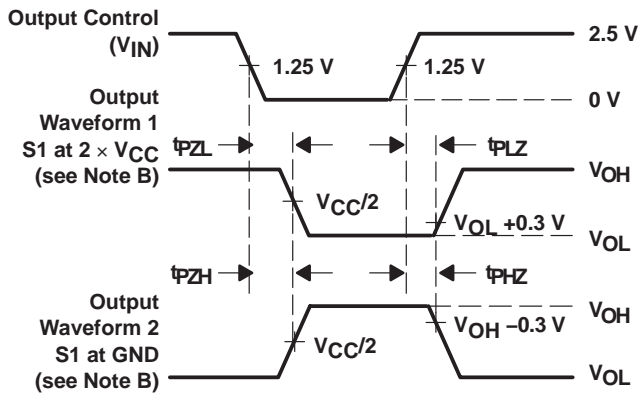 Output Control
(VIN)
2.5 V
1.25 V
1.25 V
0 V
Output
Waveform 1
S1 at 2 × VCC
(see Note B)
tPZL
tPLZ
VOH
VCC/2
VOL +0.3 V
VOL
tPZH
tPHZ
Output
Waveform 2
S1 at GND
(see Note B)
VOH
VOH −0.3 V
VCC/2
VOL